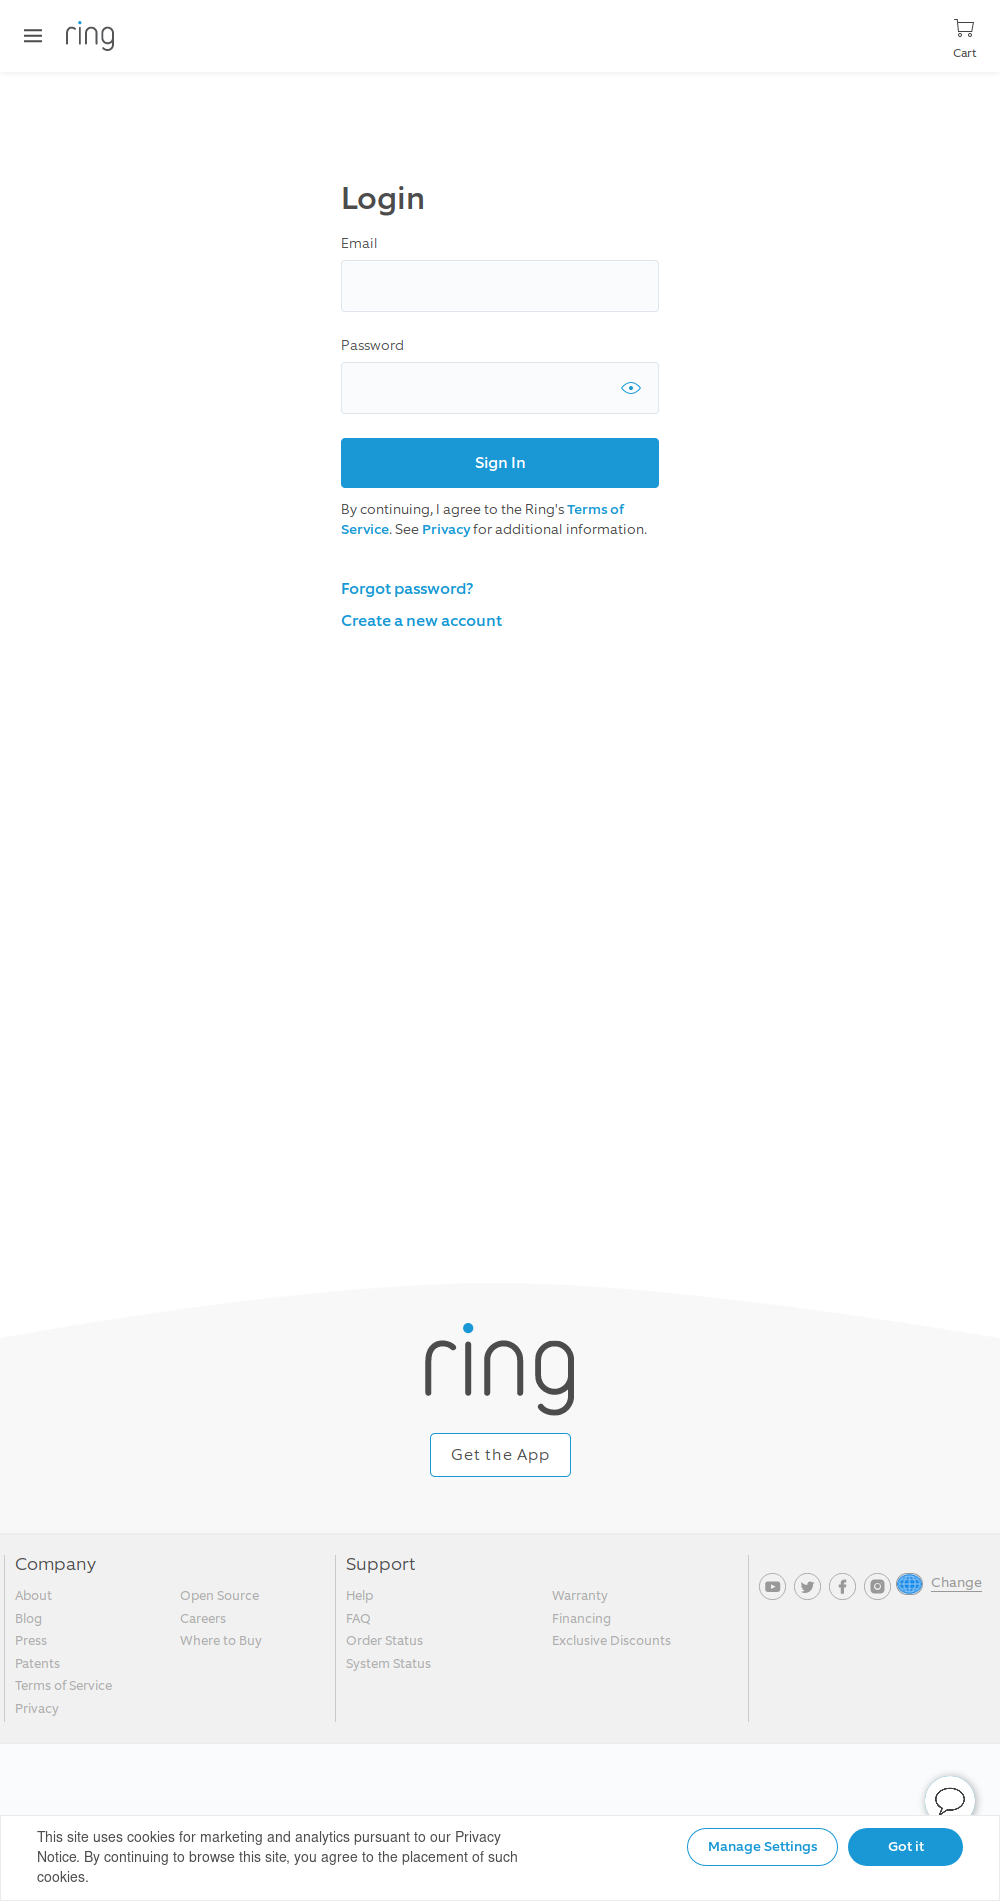 ring
Cart
Login
Email
Password
Sign In
By continuing, I agree to the Ring's Terms of
Service. See Privacy for additional information.
Forgot password?
Create a new account
ring
Get the App
Company
About
Blog
Press
Patents
Terms of Service
Privacy
Open Source
Careers
Where to Buy
Support
Help
FAQ
Order Status
System Status
Warranty
Financing
Exclusive Discounts
Change
This site uses cookies for marketing and analytics pursuant to our Privacy
Notice. By continuing to browse this site, you agree to the placement of such
cookies.
Manage Settings
Got it